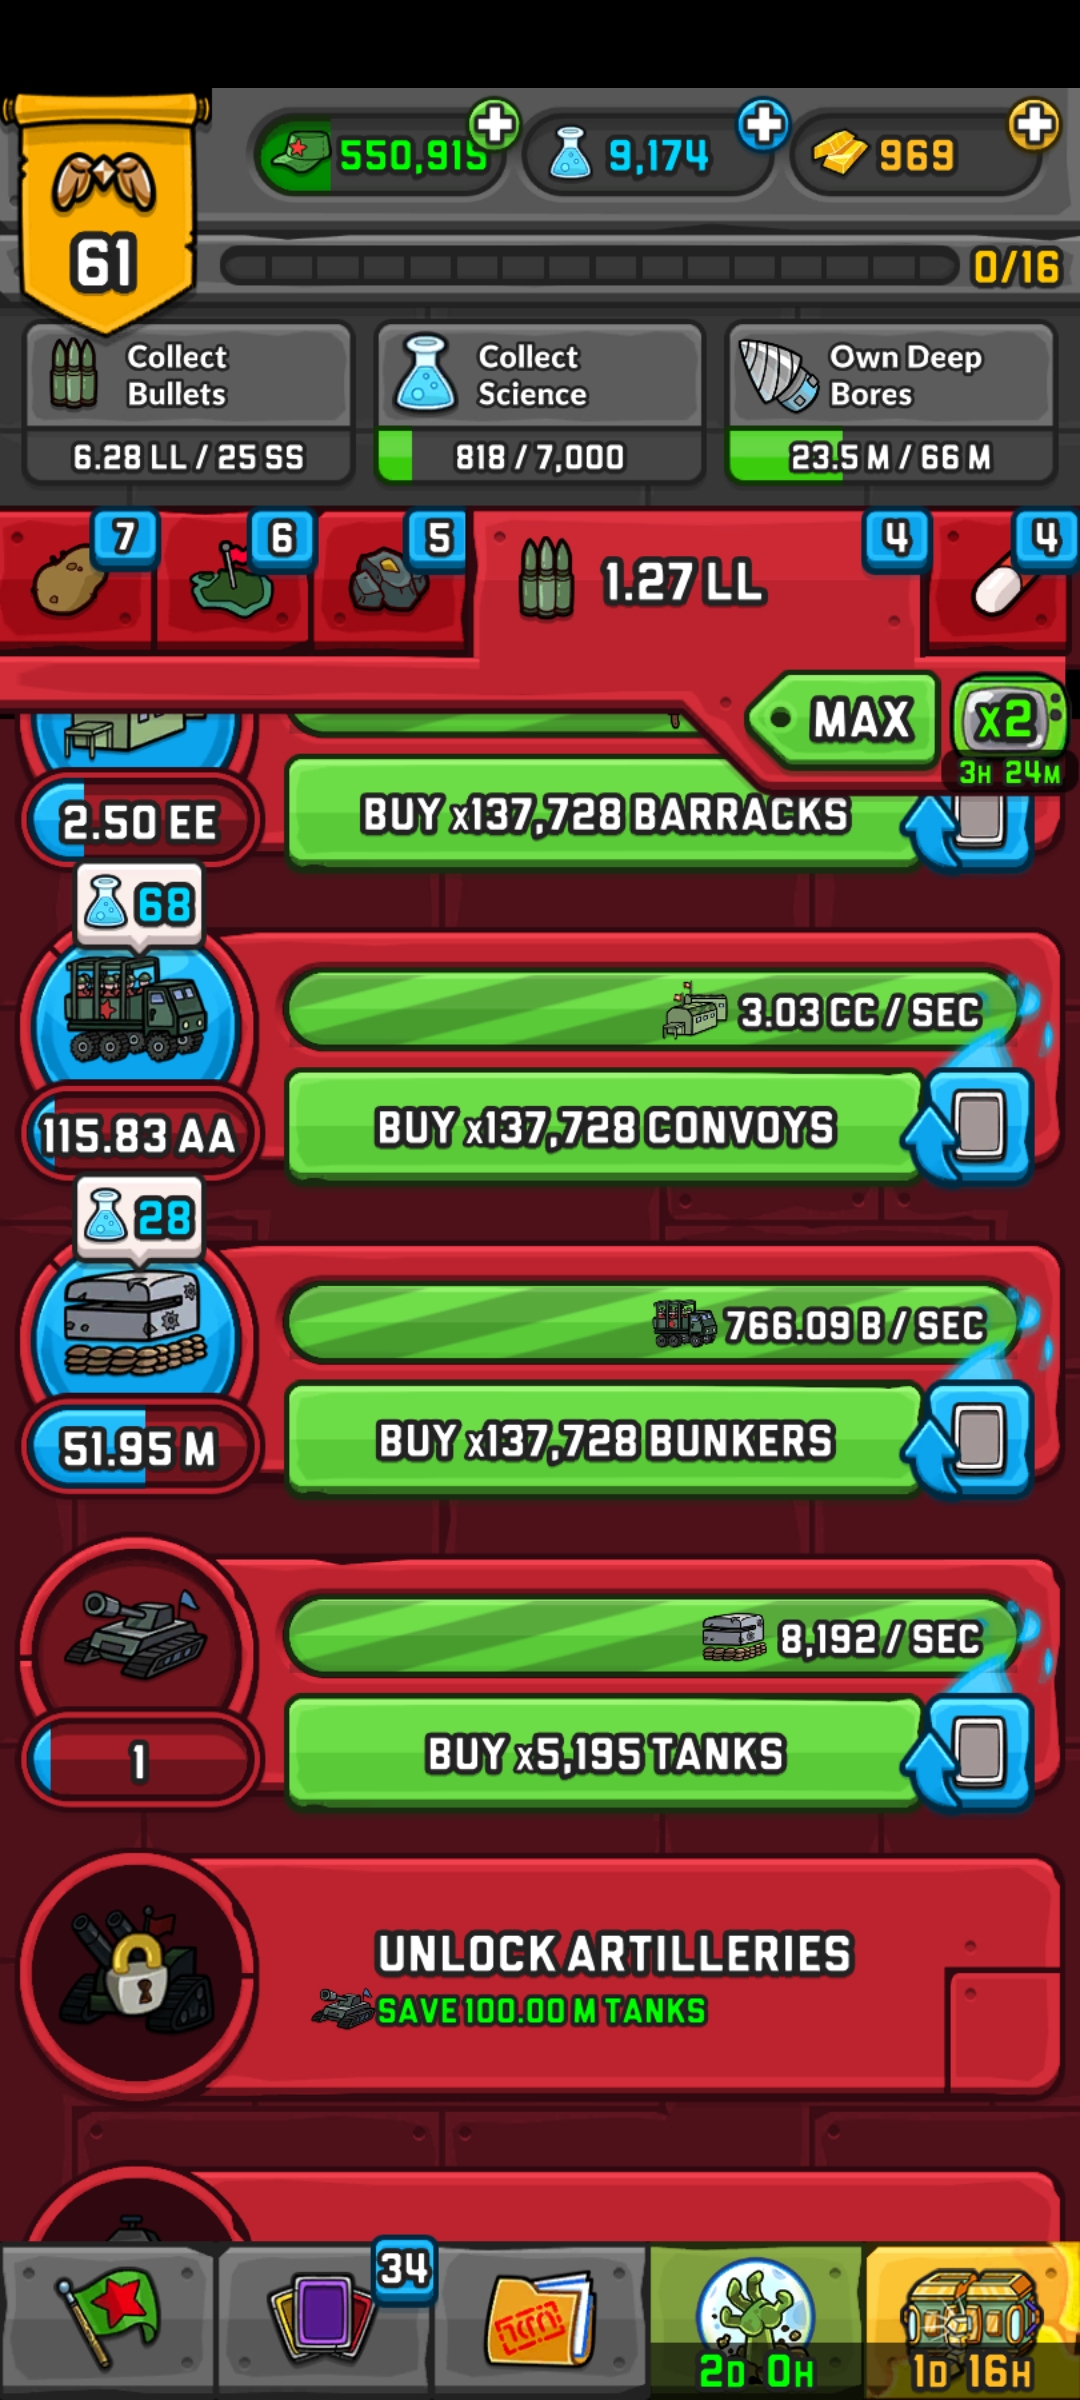 61
550,915
9,174
969
0/16
Collect
Bullets
6.28 LL / 25 SS
Collect
Science
818 / 7,000
Own Deep
Bores
23.5 M / 66 M
7
6
5
1.27 LL
4
4
MAX
x2
3H 24M
2.50 EE
BUY x137,728 BARRACKS
68
3.03 CC / SEC
115.83 AA
BUY x137,728 CONVOYS
28
766.09 B / SEC
51.95 M
BUY x137,728 BUNKERS
8,192 / SEC
1
BUY x5,195 TANKS
UNLOCK ARTILLERIES
SAVE 100.00 M TANKS
34
2D 0H
1D 16H